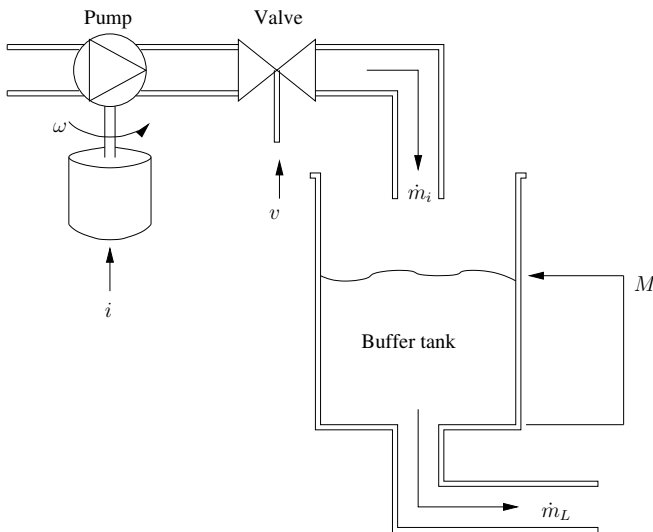 Pump
Valve
ω
v
i
ṁ_i
M
Buffer tank
ṁ_L